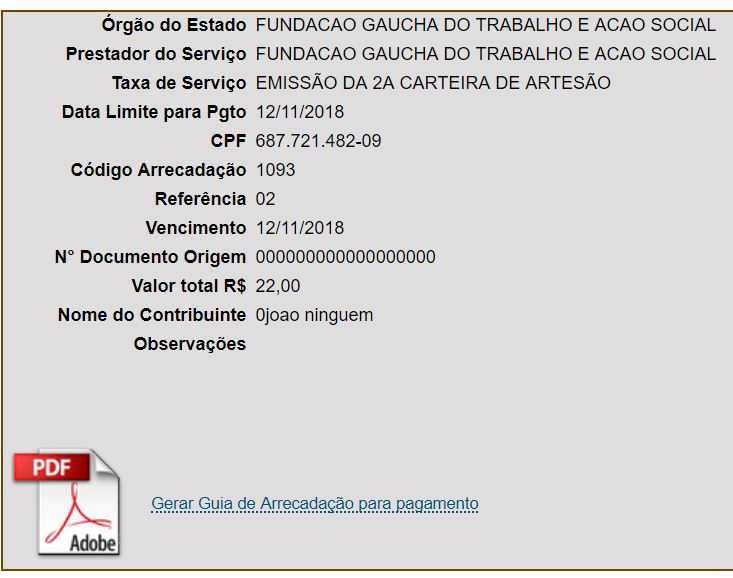 Órgão do Estado FUNDACAO GAUCHA DO TRABALHO E ACAO SOCIAL
Prestador do Serviço FUNDACAO GAUCHA DO TRABALHO E ACAO SOCIAL
Taxa de Serviço EMISSÃO DA 2A CARTEIRA DE ARTESÃO
Data Limite para Pgto 12/11/2018
CPF 687.721.482-09
Código Arrecadação 1093
Referência 02
Vencimento 12/11/2018
N° Documento Origem 000000000000000000
Valor total R$ 22,00
Nome do Contribuinte 0joao ninguem
Observações
PDF
Adobe
Gerar Guia de Arrecadação para pagamento